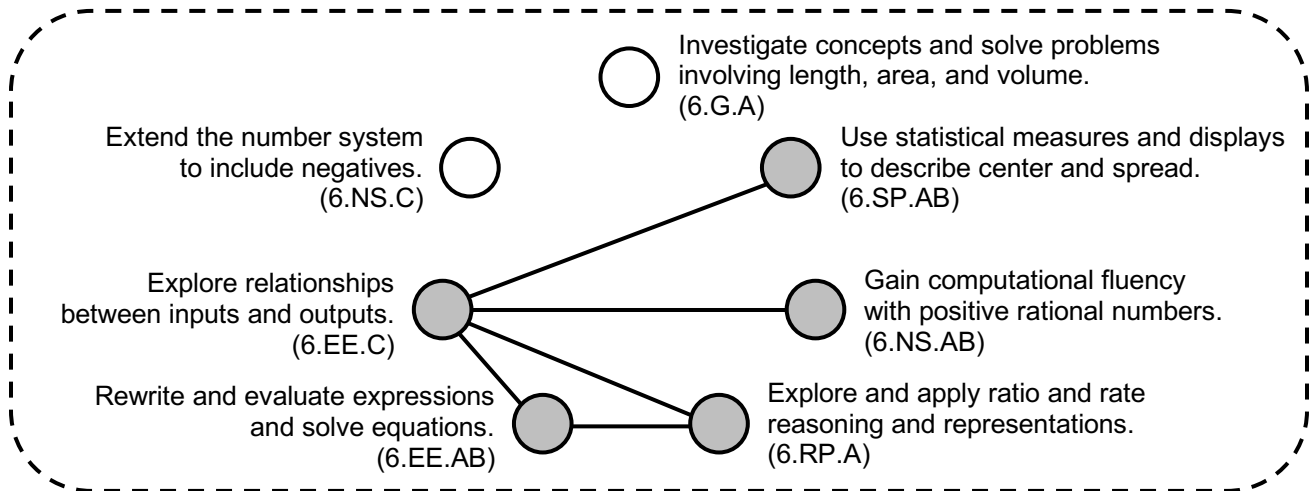 Investigate concepts and solve problems
involving length, area, and volume.
(6.G.A)
Extend the number system
to include negatives.
(6.NS.C)
Use statistical measures and displays
to describe center and spread.
(6.SP.AB)
Explore relationships
between inputs and outputs.
(6.EE.C)
Gain computational fluency
with positive rational numbers.
(6.NS.AB)
Rewrite and evaluate expressions
and solve equations.
(6.EE.AB)
Explore and apply ratio and rate
reasoning and representations.
(6.RP.A)